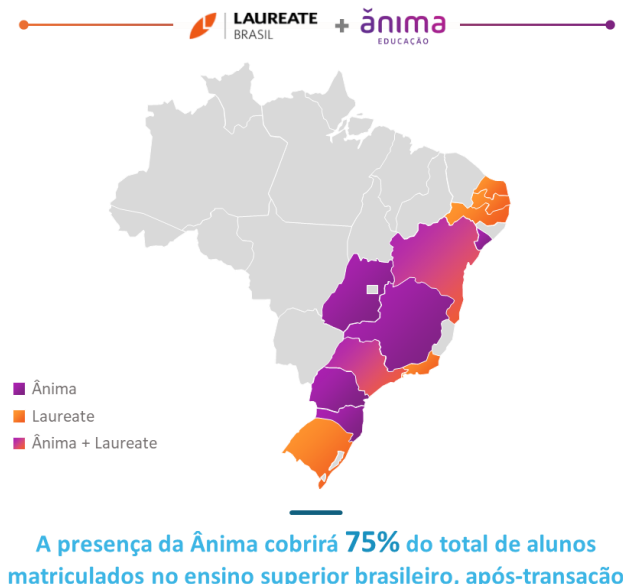 LAUREATE
BRASIL
+
ănima
EDUCAÇÃO
Ânima
Laureate
Ânima + Laureate
A presença da Ânima cobrirá 75% do total de alunos
matriculados no ensino superior brasileiro, após-transação